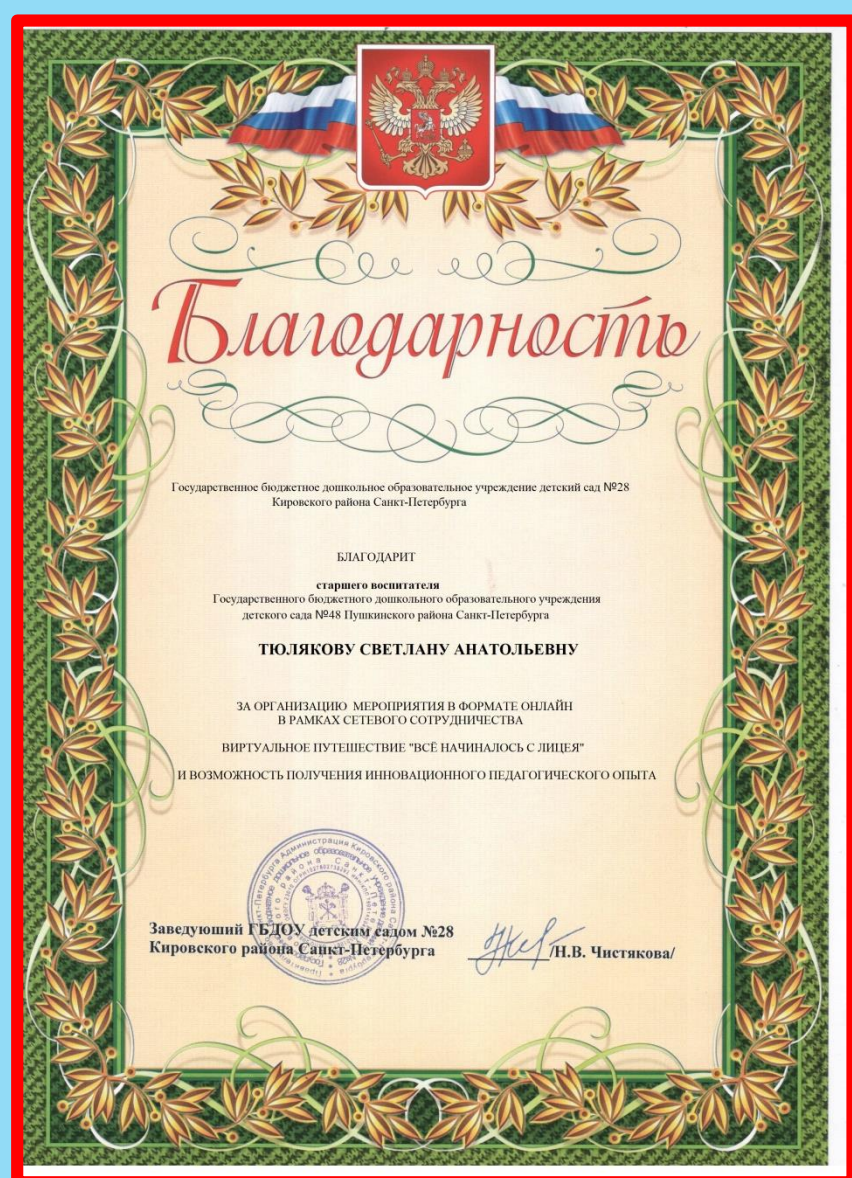 Благодарность
Государственное бюджетное дошкольное образовательное учреждение детский сад №28
Кировского района Санкт-Петербурга
БЛАГОДАРИТ
старшего воспитателя
Государственного бюджетного дошкольного образовательного учреждения
детского сада №48 Пушкинского района Санкт-Петербурга
ТЮЛЯКОВУ СВЕТЛАНУ АНАТОЛЬЕВНУ
ЗА ОРГАНИЗАЦИЮ МЕРОПРИЯТИЯ В ФОРМАТЕ ОНЛАЙН
В РАМКАХ СЕТЕВОГО СОТРУДНИЧЕСТВА
ВИРТУАЛЬНОЕ ПУТЕШЕСТВИЕ "ВСЁ НАЧИНАЛОСЬ С ЛИЦЕЯ"
И ВОЗМОЖНОСТЬ ПОЛУЧЕНИЯ ИННОВАЦИОННОГО ПЕДАГОГИЧЕСКОГО ОПЫТА
Заведующий ГБДОУ детским садом №28
Кировского района Санкт-Петербурга /Н.В. Чистякова/